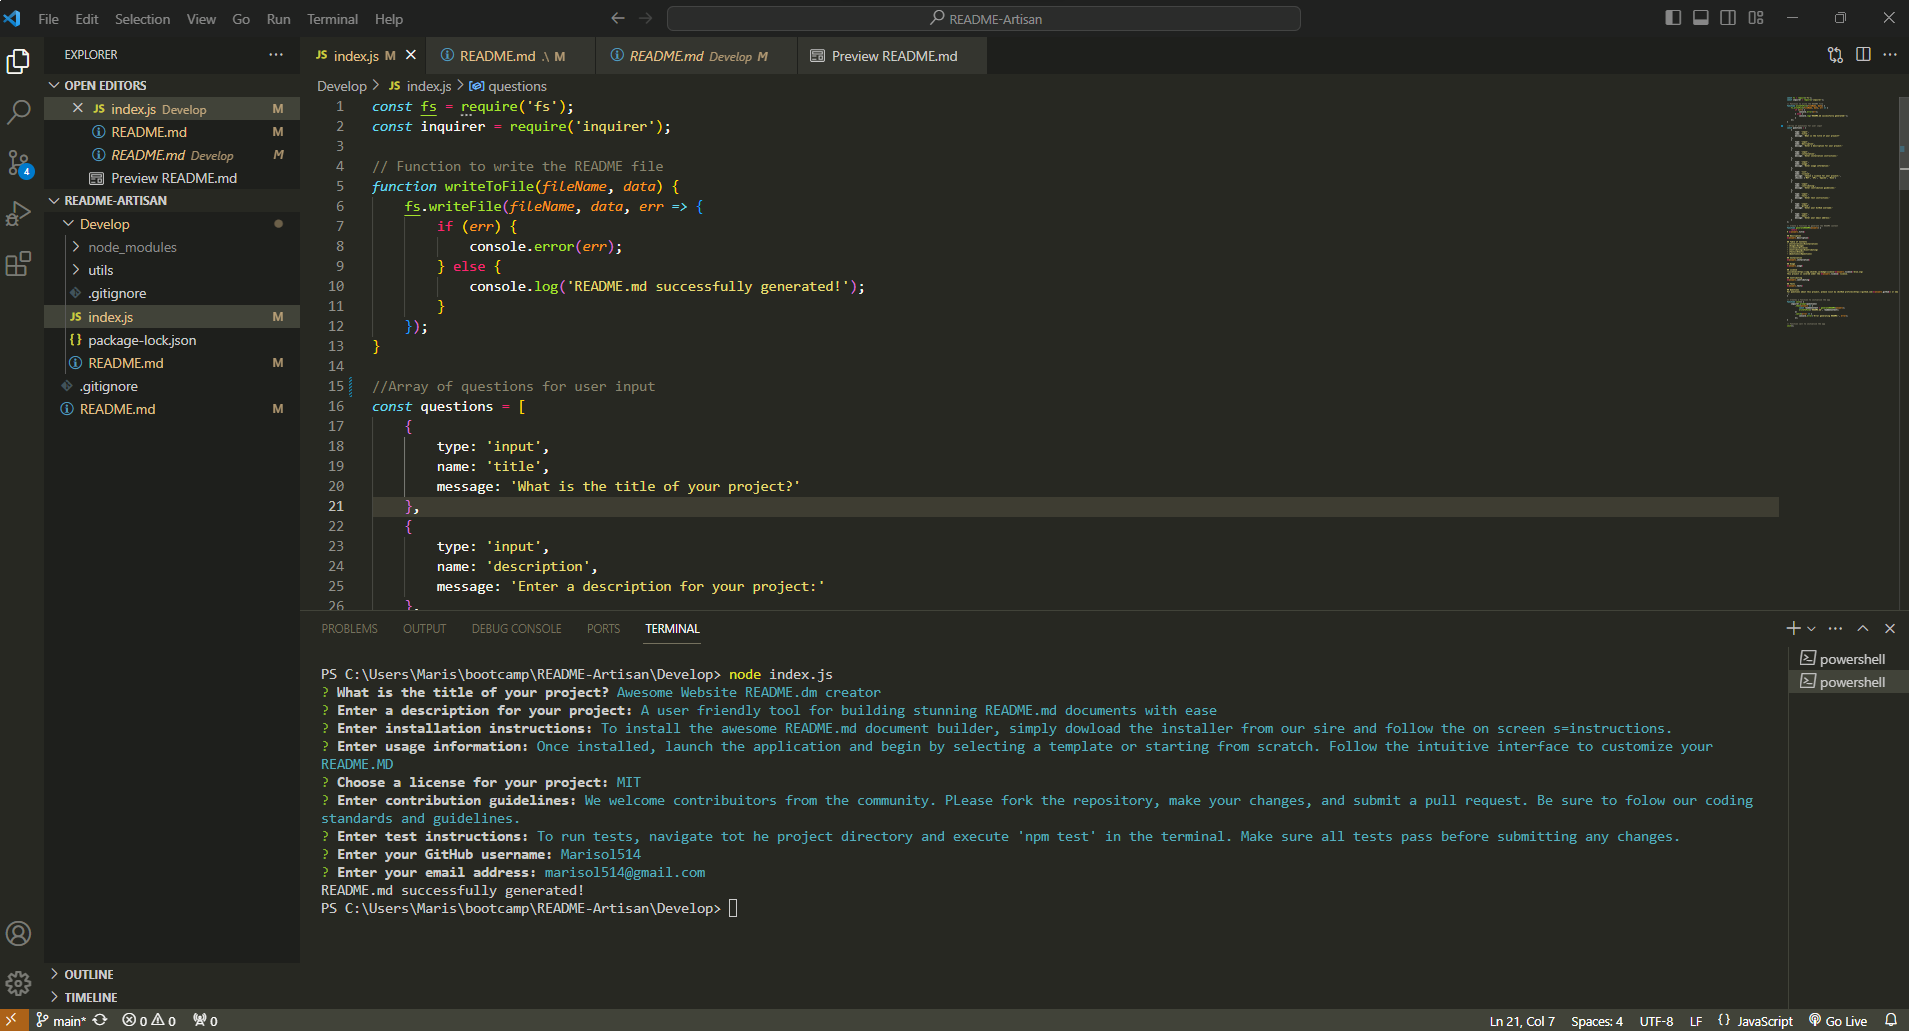 File Edit Selection View Go Run Terminal Help
README-Artisan
EXPLORER
OPEN EDITORS
JS index.js Develop M
README.md M
README.md Develop M
Preview README.md
README-ARTISAN
Develop
node_modules
utils
.gitignore
JS index.js M
{} package-lock.json
README.md M
.gitignore
README.md M
OUTLINE
TIMELINE
JS index.js M
README.md .\ M
README.md Develop M
Preview README.md
Develop > JS index.js > questions
1 const fs = require('fs');
2 const inquirer = require('inquirer');
3
4 // Function to write the README file
5 function writeToFile(fileName, data) {
6 fs.writeFile(fileName, data, err => {
7 if (err) {
8 console.error(err);
9 } else {
10 console.log('README.md successfully generated!');
11 }
12 });
13 }
14
15 //Array of questions for user input
16 const questions = [
17 {
18 type: 'input',
19 name: 'title',
20 message: 'What is the title of your project?'
21 },
22 {
23 type: 'input',
24 name: 'description',
25 message: 'Enter a description for your project:'
26 },
PROBLEMS OUTPUT DEBUG CONSOLE PORTS TERMINAL
PS C:\Users\Maris\bootcamp\README-Artisan\Develop> node index.js
? What is the title of your project? Awesome Website README.dm creator
? Enter a description for your project: A user friendly tool for building stunning README.md documents with ease
? Enter installation instructions: To install the awesome README.md document builder, simply dowload the installer from our sire and follow the on screen s=instructions.
? Enter usage information: Once installed, launch the application and begin by selecting a template or starting from scratch. Follow the intuitive interface to customize your
README.MD
? Choose a license for your project: MIT
? Enter contribution guidelines: We welcome contribuitors from the community. PLease fork the repository, make your changes, and submit a pull request. Be sure to folow our coding
standards and guidelines.
? Enter test instructions: To run tests, navigate tot he project directory and execute 'npm test' in the terminal. Make sure all tests pass before submitting any changes.
? Enter your GitHub username: Marisol514
? Enter your email address: marisol514@gmail.com
README.md successfully generated!
PS C:\Users\Maris\bootcamp\README-Artisan\Develop>
powershell
powershell
4
main* 0 0 0
Ln 21, Col 7 Spaces: 4 UTF-8 LF {} JavaScript Go Live